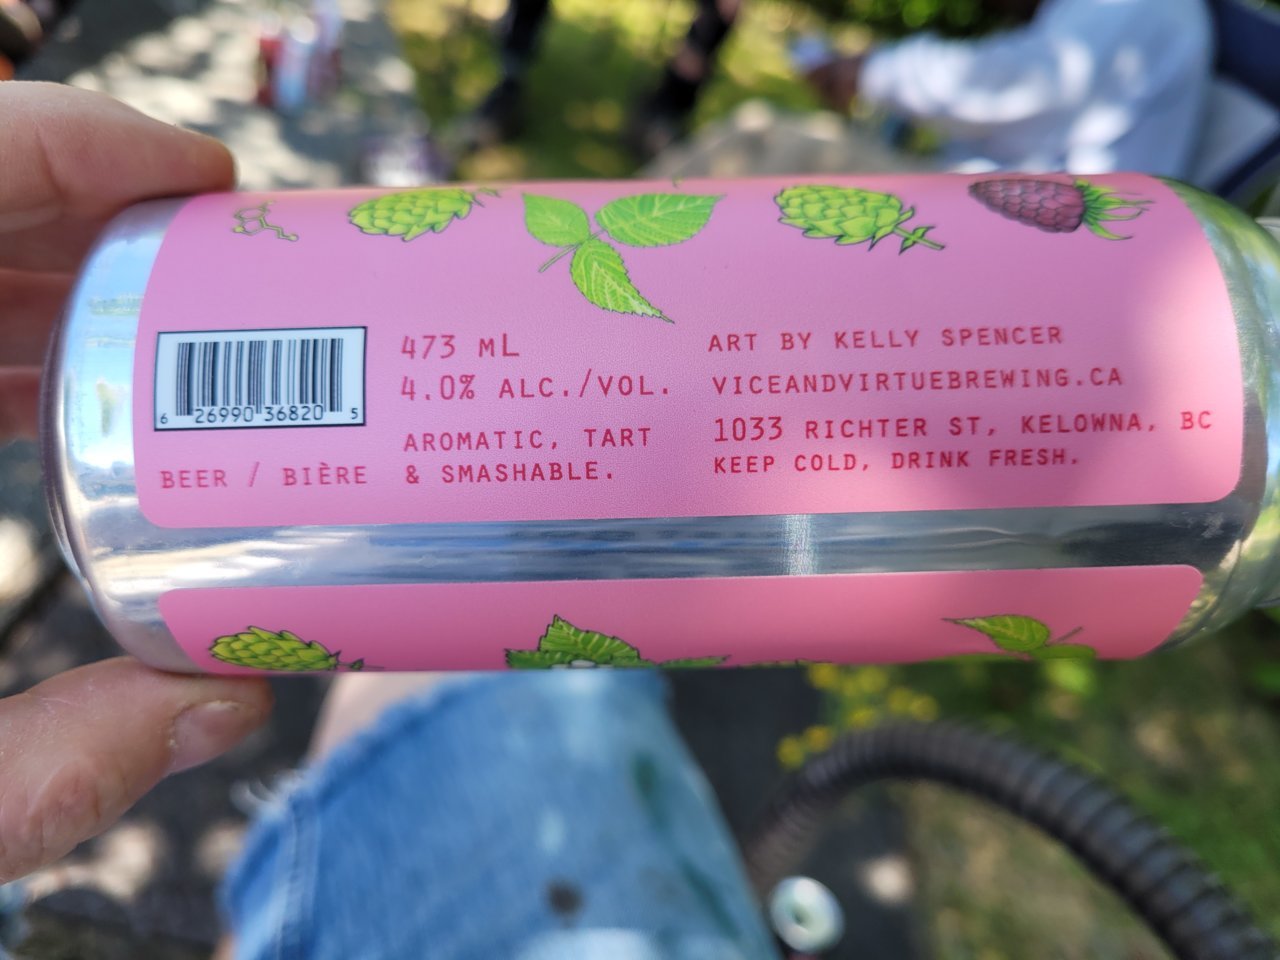 6 26990 36820 5
BEER / BIÈRE
473 mL
4.0% ALC./VOL.
AROMATIC, TART
& SMASHABLE.
ART BY KELLY SPENCER
VICEANDVIRTUEBREWING.CA
1033 RICHTER ST, KELOWNA, BC
KEEP COLD, DRINK FRESH.